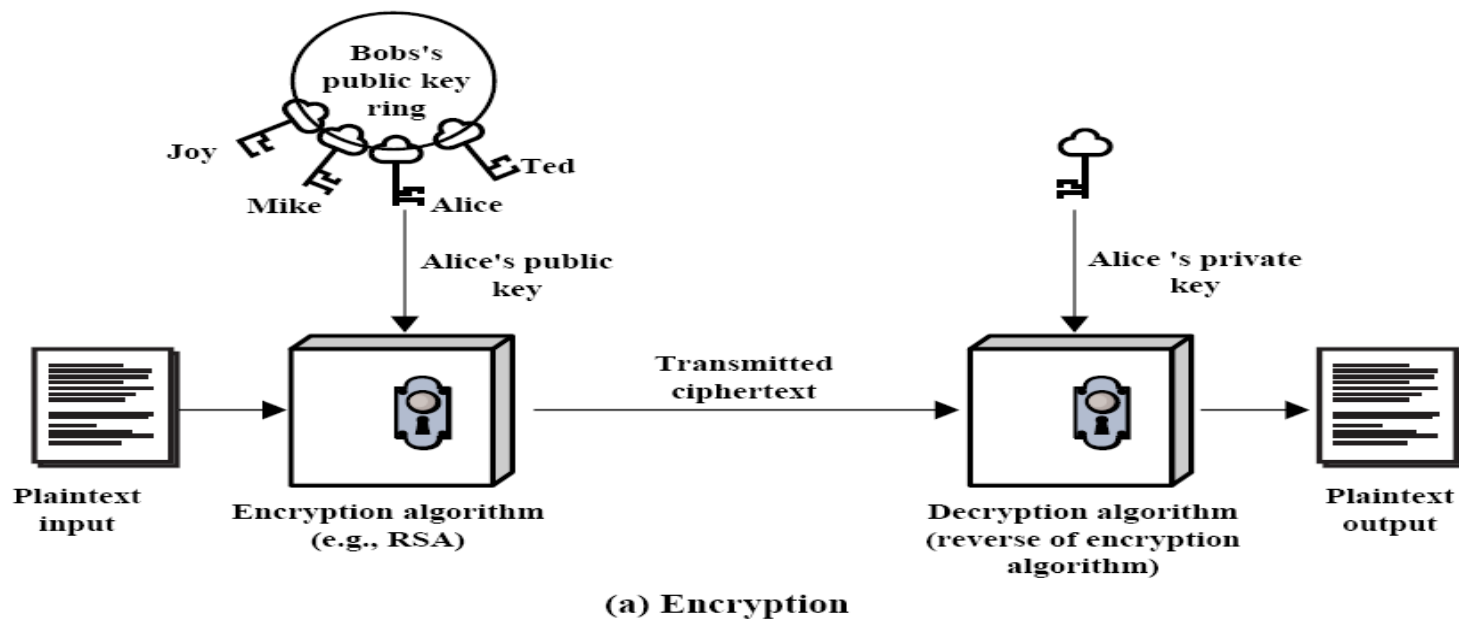 Bobs's
public key
ring
Joy
Ted
Mike
Alice
Alice's public
key
Alice 's private
key
Transmitted
ciphertext
Plaintext
input
Encryption algorithm
(e.g., RSA)
Decryption algorithm
(reverse of encryption
algorithm)
Plaintext
output
(a) Encryption